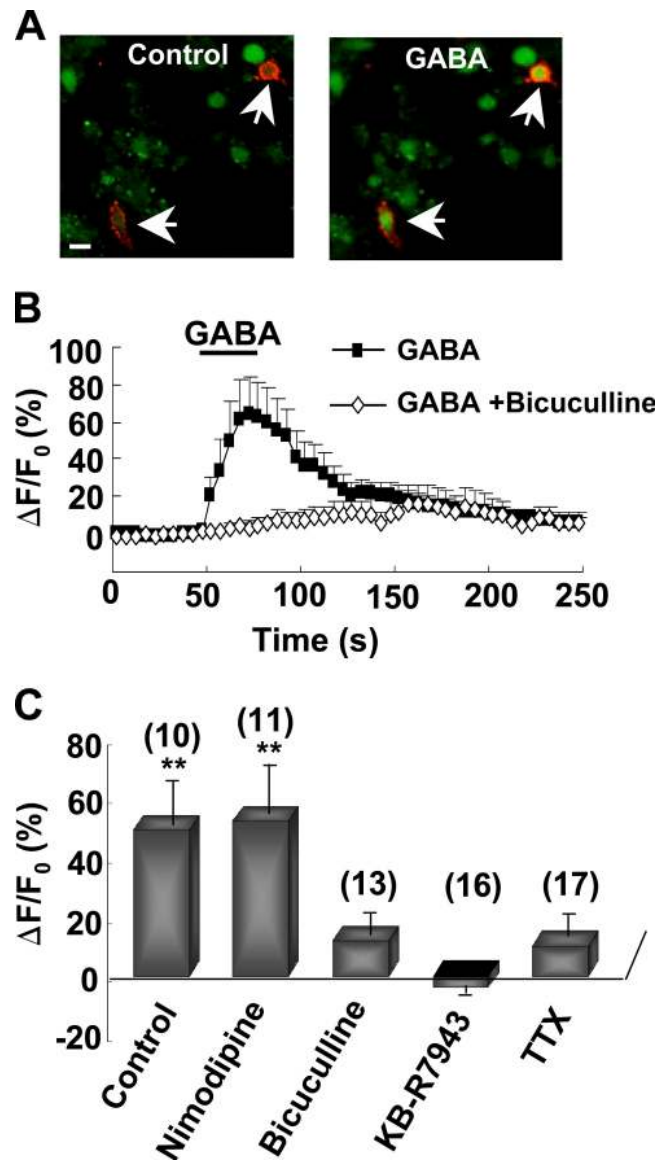 A
Control
GABA
B
GABA
100
80
60
40
20
0
ΔF/F0 (%)
GABA
GABA +Bicuculline
0 50 100 150 200 250
Time (s)
C
80
60
40
20
0
-20
ΔF/F0 (%)
(10) (11) (13) (16) (17)
** **
Control
Nimodipine
Bicuculline
KB-R7943
TTX